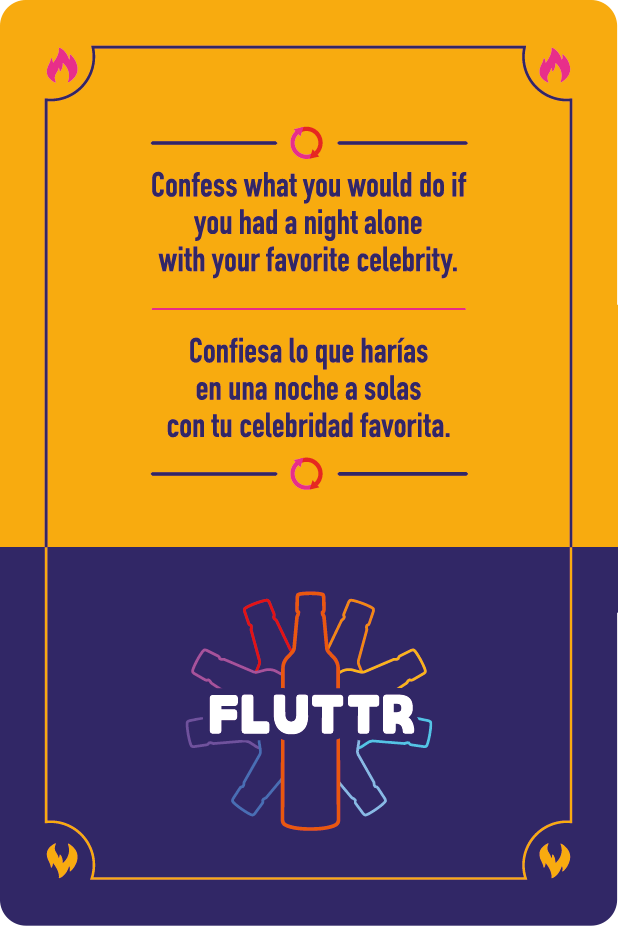 Confess what you would do if
you had a night alone
with your favorite celebrity.
Confiesa lo que harías
en una noche a solas
con tu celebridad favorita.
FLUTTR